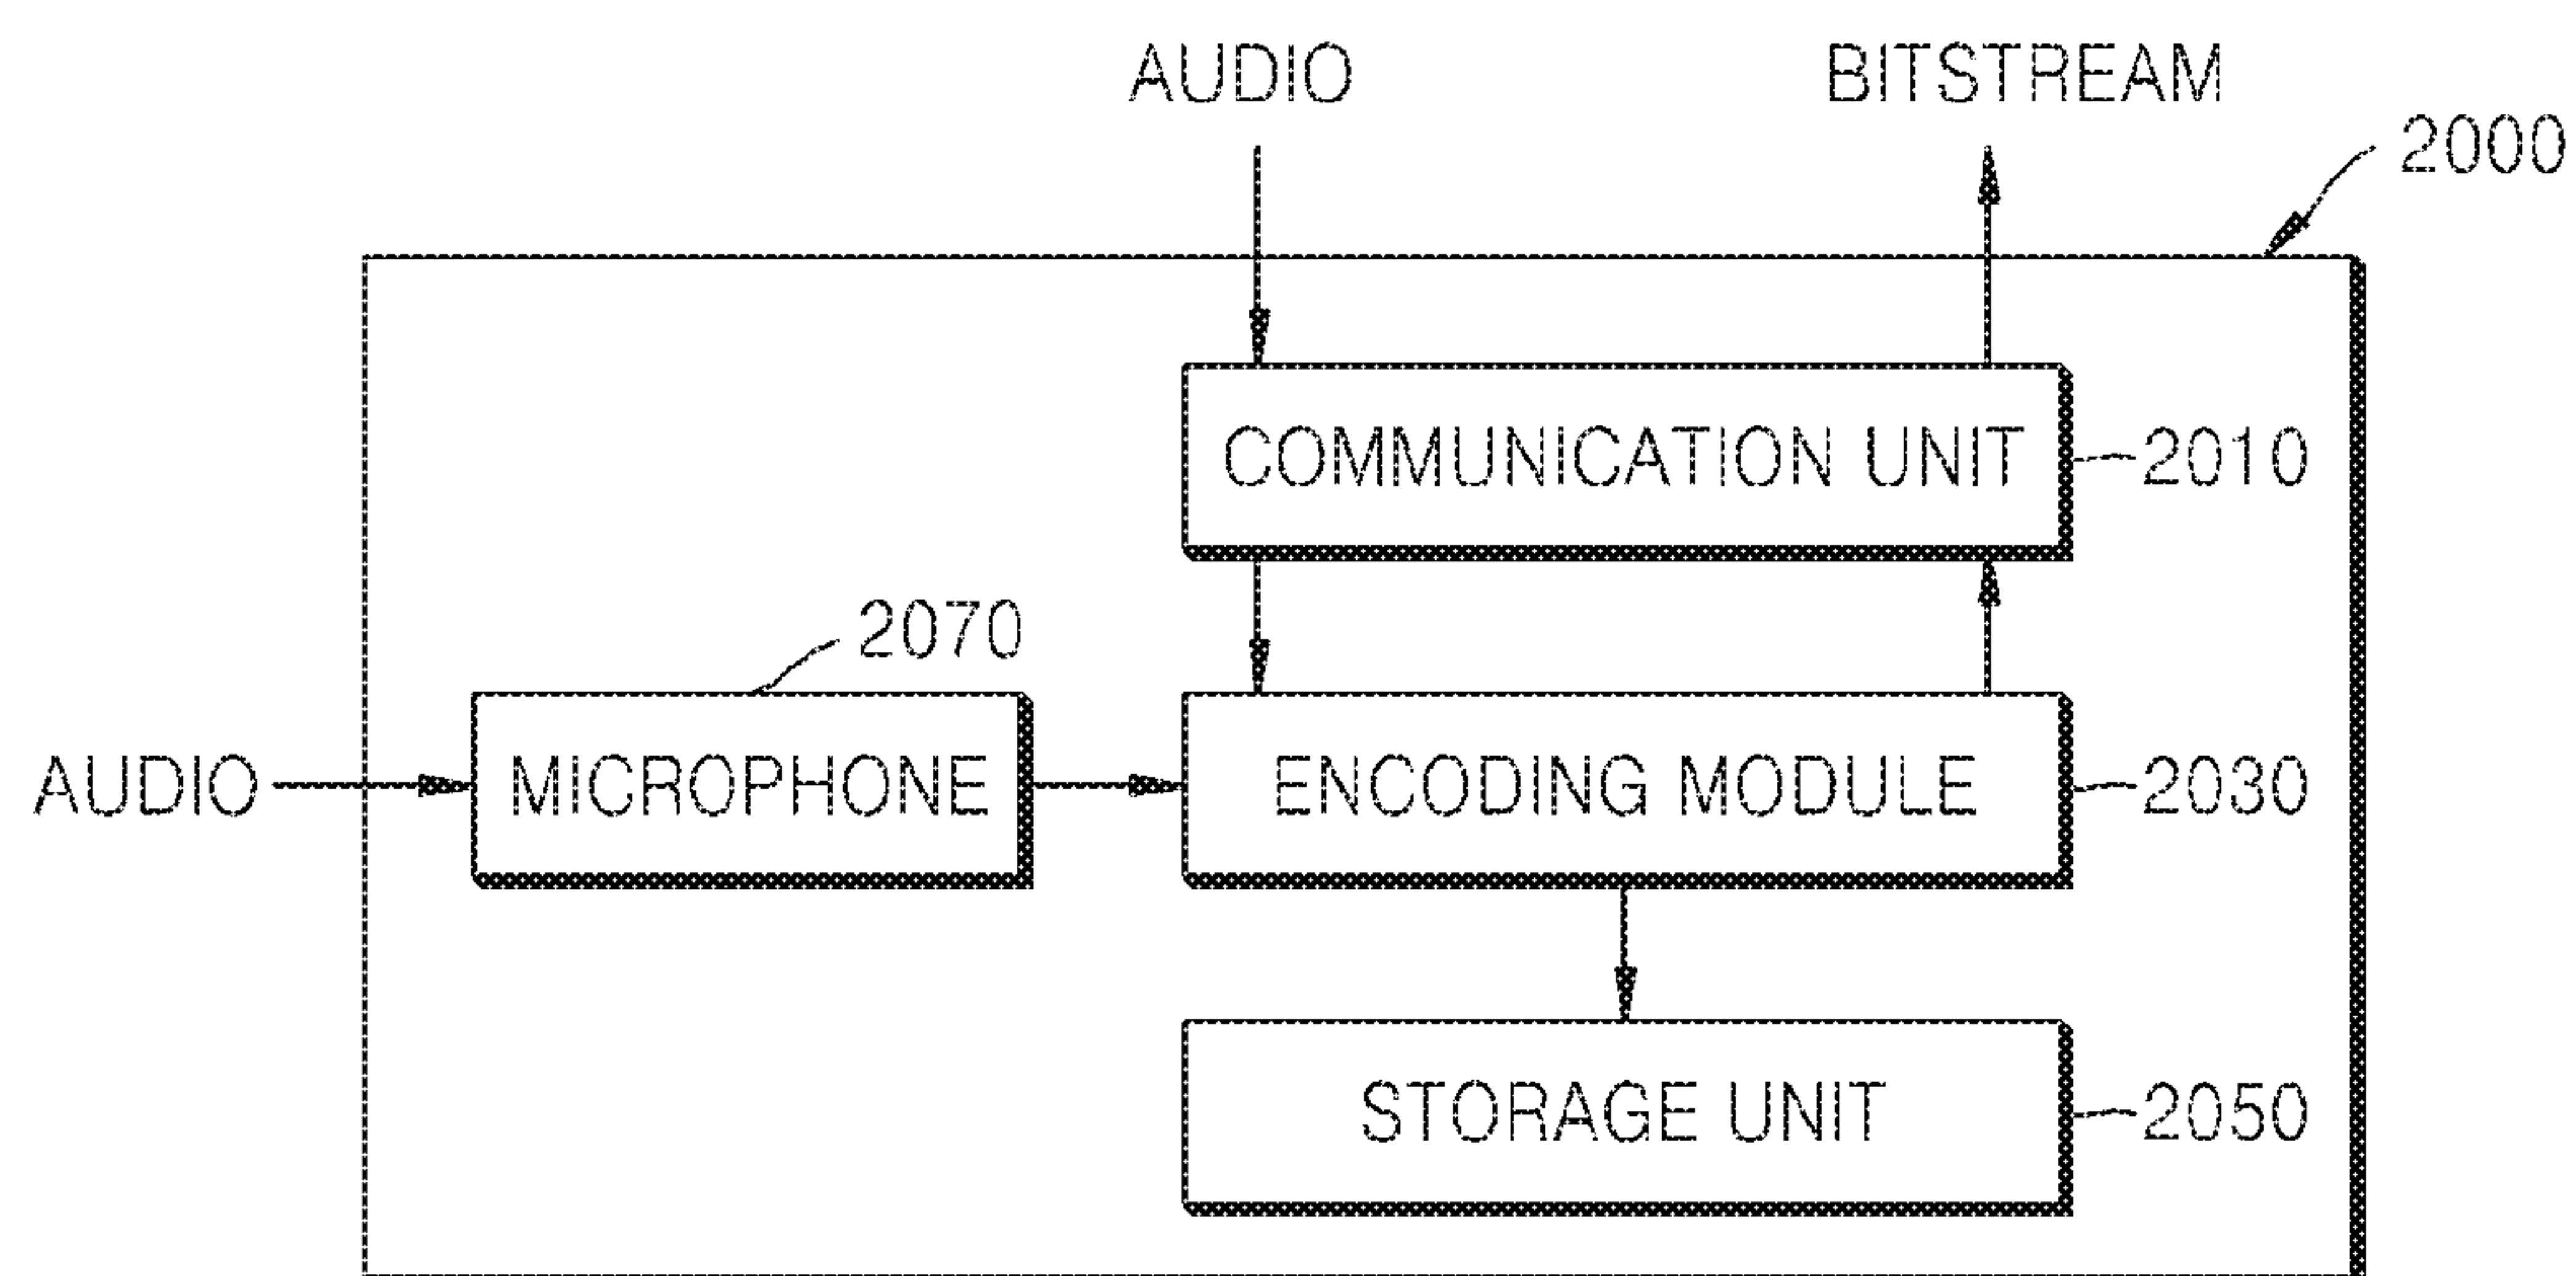 AUDIO
BITSTREAM
2000
COMMUNICATION UNIT
2010
2070
AUDIO
MICROPHONE
ENCODING MODULE
2030
STORAGE UNIT
2050